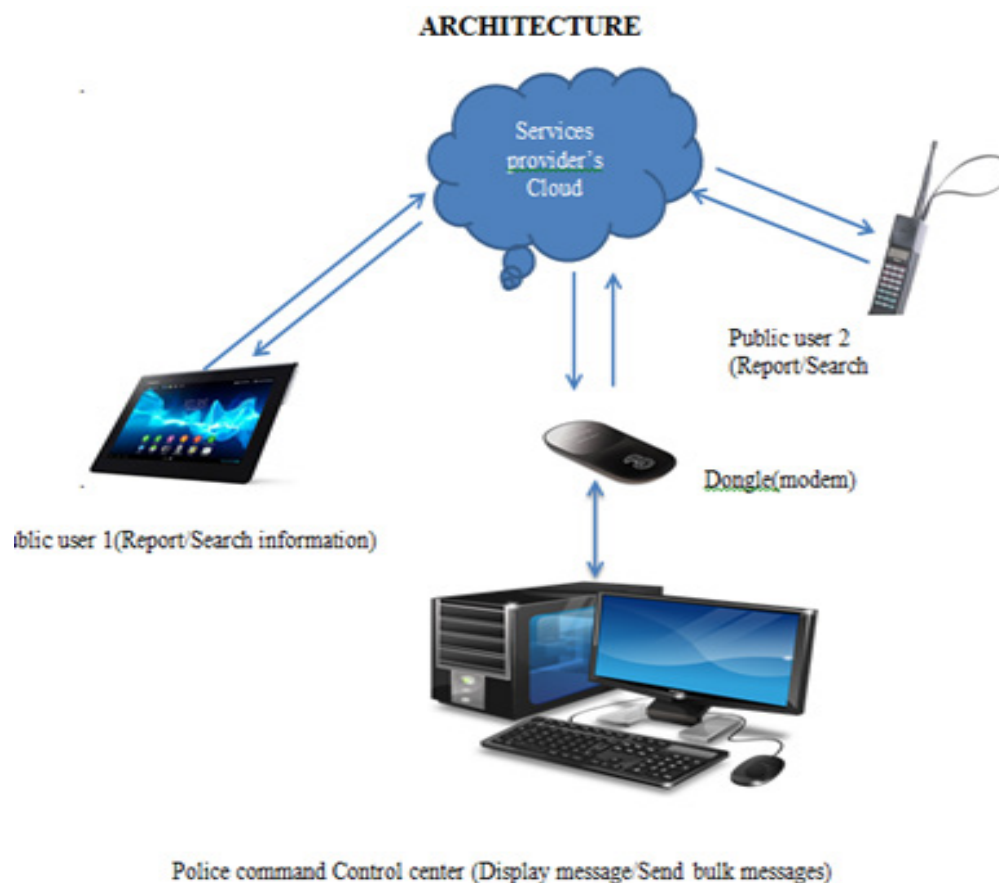 ARCHITECTURE
Services
provider's
Cloud
Public user 2
(Report/Search
Dongle(modem)
ublic user 1(Report/Search information)
Police command Control center (Display message/Send bulk messages)